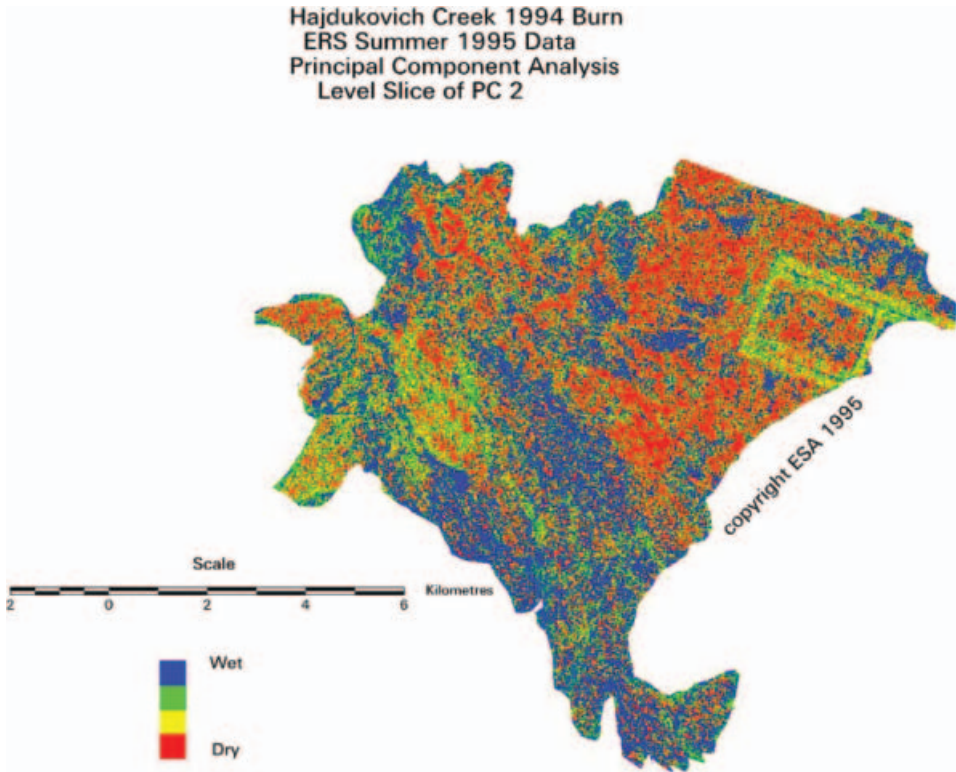 Hajdukovich Creek 1994 Burn
ERS Summer 1995 Data
Principal Component Analysis
Level Slice of PC 2
copyright ESA 1995
Scale
Kilometres
2 0 2 4 6
Wet
Dry